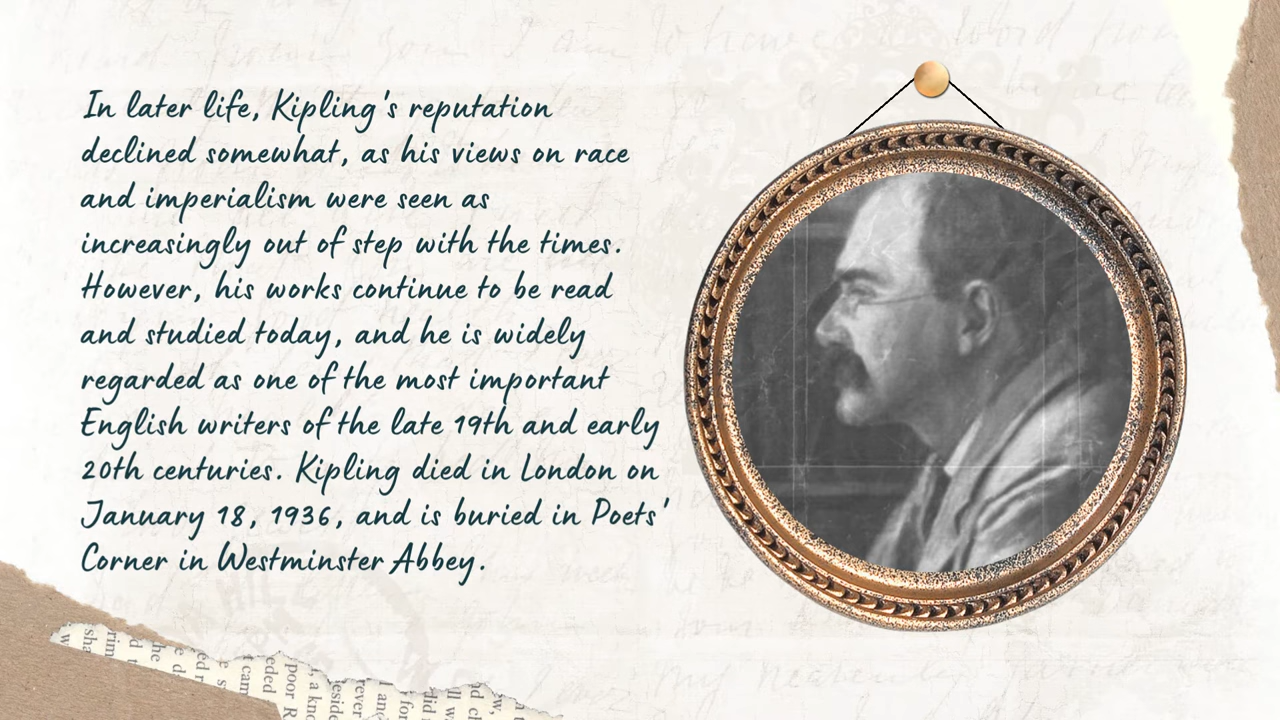 In later life, Kipling's reputation
declined somewhat, as his views on race
and imperialism were seen as
increasingly out of step with the times.
However, his works continue to be read
and studied today, and he is widely
regarded as one of the most important
English writers of the late 19th and early
20th centuries. Kipling died in London on
January 18, 1936, and is buried in Poets'
Corner in Westminster Abbey.